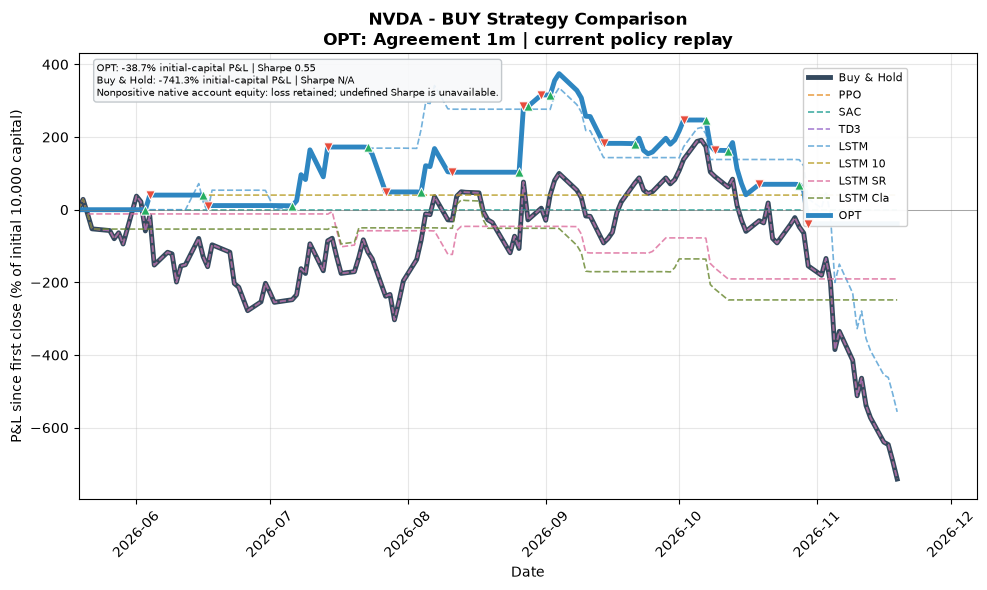 NVDA - BUY Strategy Comparison
OPT: Agreement 1m | current policy replay
OPT: -38.7% initial-capital P&L | Sharpe 0.55
Buy & Hold: -741.3% initial-capital P&L | Sharpe N/A
Nonpositive native account equity: loss retained; undefined Sharpe is unavailable.
Buy & Hold
PPO
SAC
TD3
LSTM
LSTM 10
LSTM SR
LSTM Cla
OPT
P&L since first close (% of initial 10,000 capital)
400
200
0
−200
−400
−600
2026-06
2026-07
2026-08
2026-09
2026-10
2026-11
2026-12
Date